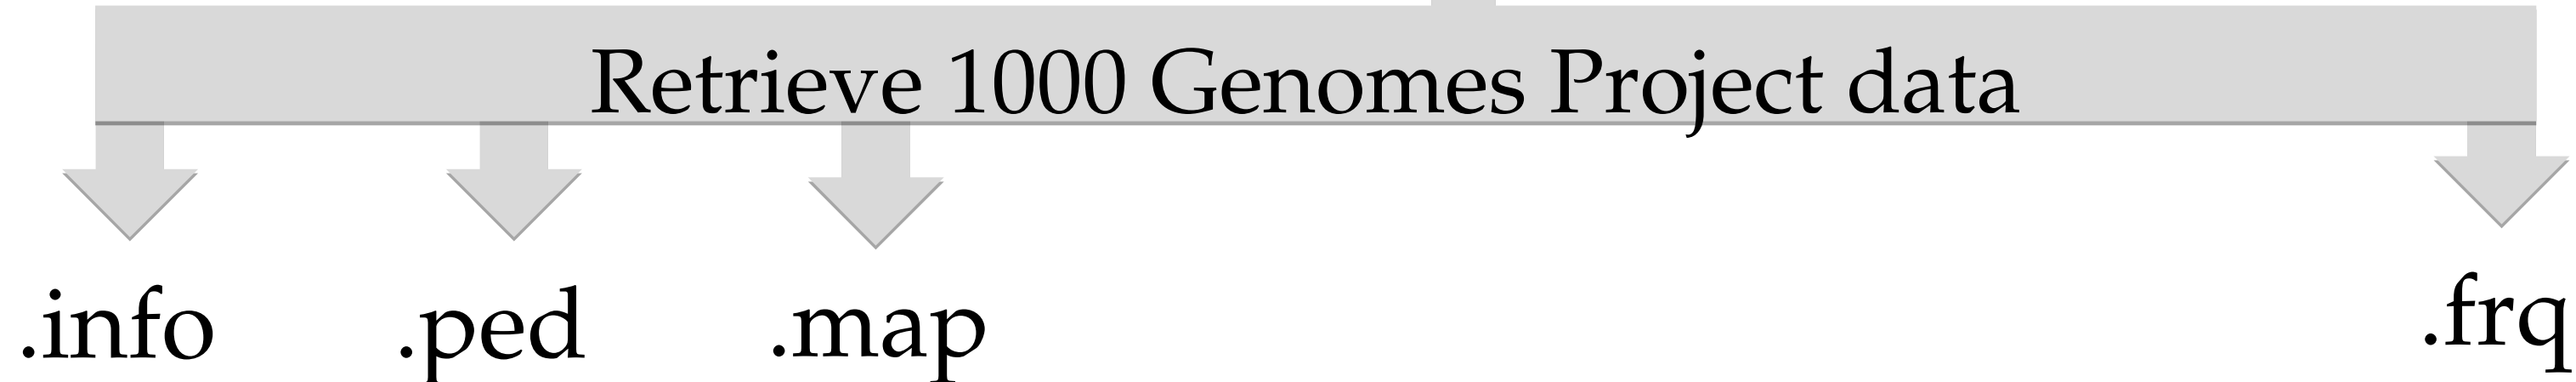 Retrieve 1000 Genomes Project data
.info .ped .map .frq